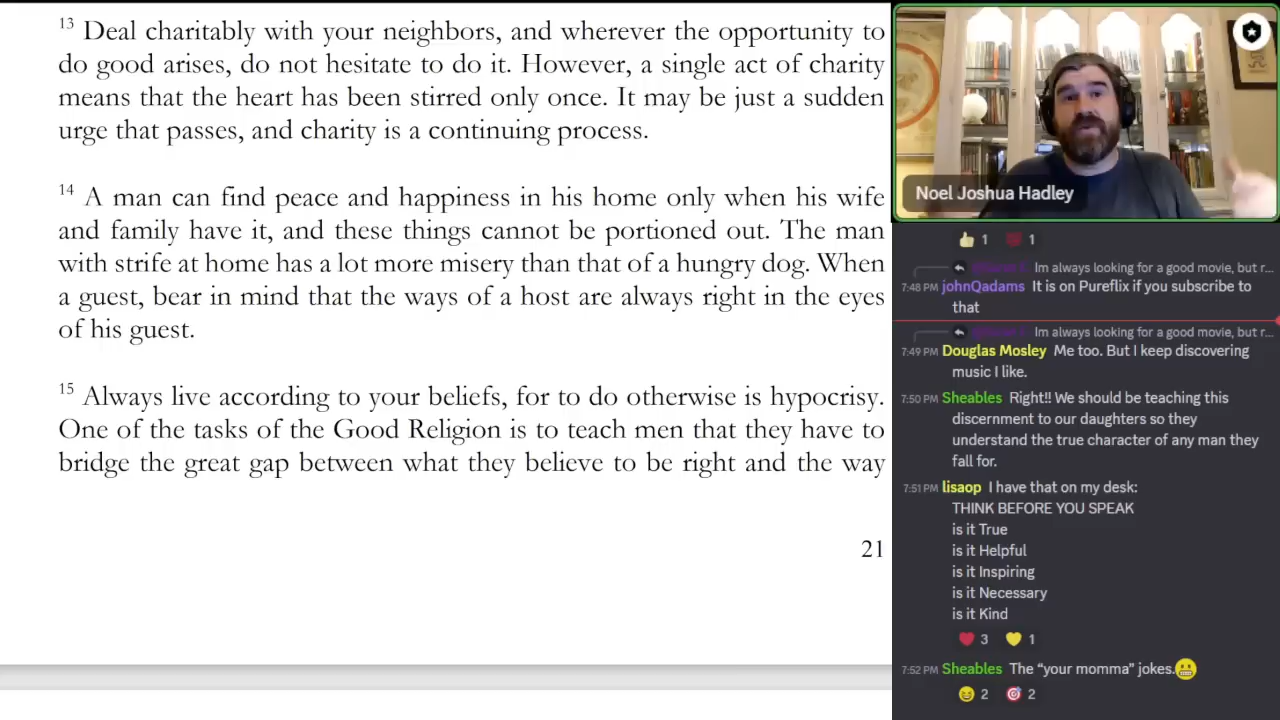 13 Deal charitably with your neighbors, and wherever the opportunity to
do good arises, do not hesitate to do it. However, a single act of charity
means that the heart has been stirred only once. It may be just a sudden
urge that passes, and charity is a continuing process.
14 A man can find peace and happiness in his home only when his wife
and family have it, and these things cannot be portioned out. The man
with strife at home has a lot more misery than that of a hungry dog. When
a guest, bear in mind that the ways of a host are always right in the eyes
of his guest.
15 Always live according to your beliefs, for to do otherwise is hypocrisy.
One of the tasks of the Good Religion is to teach men that they have to
bridge the great gap between what they believe to be right and the way
21
Noel Joshua Hadley
1 1
Im always looking for a good movie, but r...
7:48 PM johnQadams It is on Pureflix if you subscribe to
that
Im always looking for a good movie, but r...
7:49 PM Douglas Mosley Me too. But I keep discovering
music I like.
7:50 PM Sheables Right!! We should be teaching this
discernment to our daughters so they
understand the true character of any man they
fall for.
7:51 PM lisaop I have that on my desk:
THINK BEFORE YOU SPEAK
is it True
is it Helpful
is it Inspiring
is it Necessary
is it Kind
3 1
7:52 PM Sheables The “your momma” jokes.😬
2 2